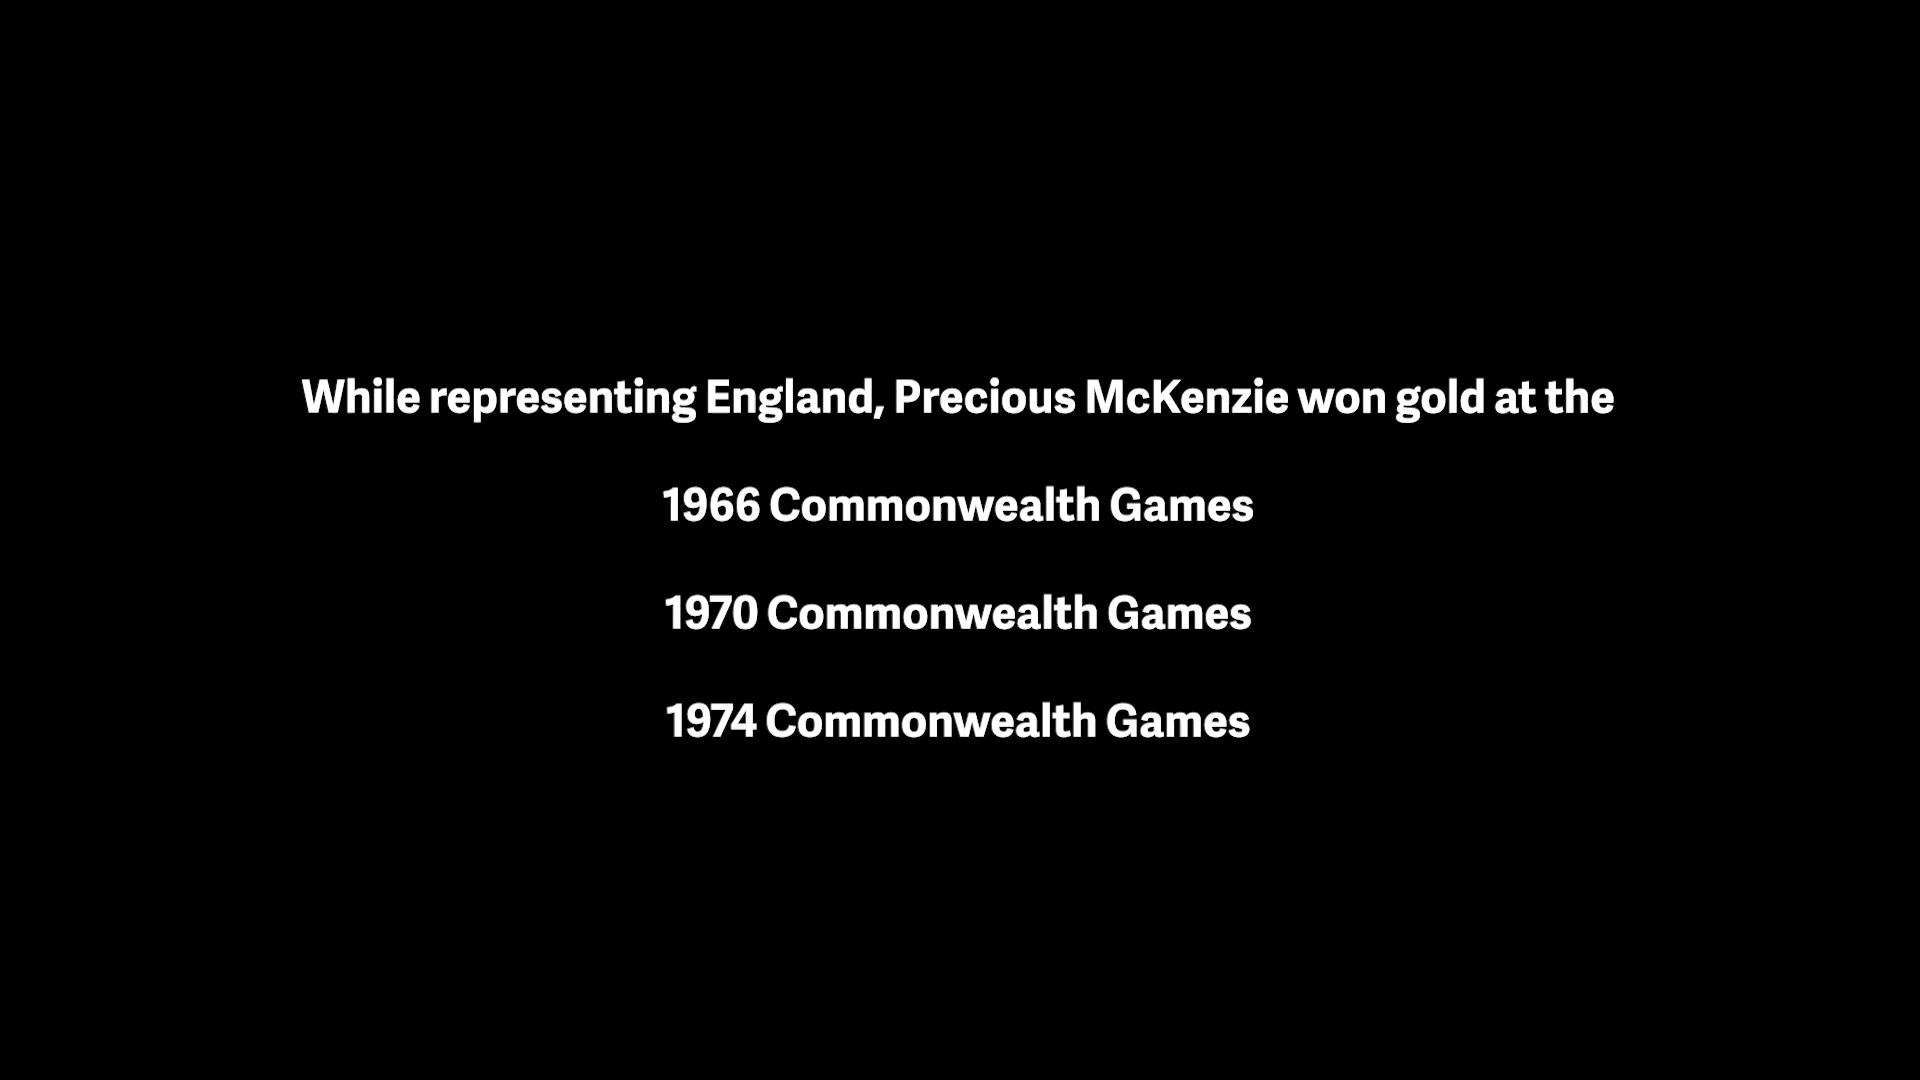 While representing England, Precious McKenzie won gold at the
1966 Commonwealth Games
1970 Commonwealth Games
1974 Commonwealth Games